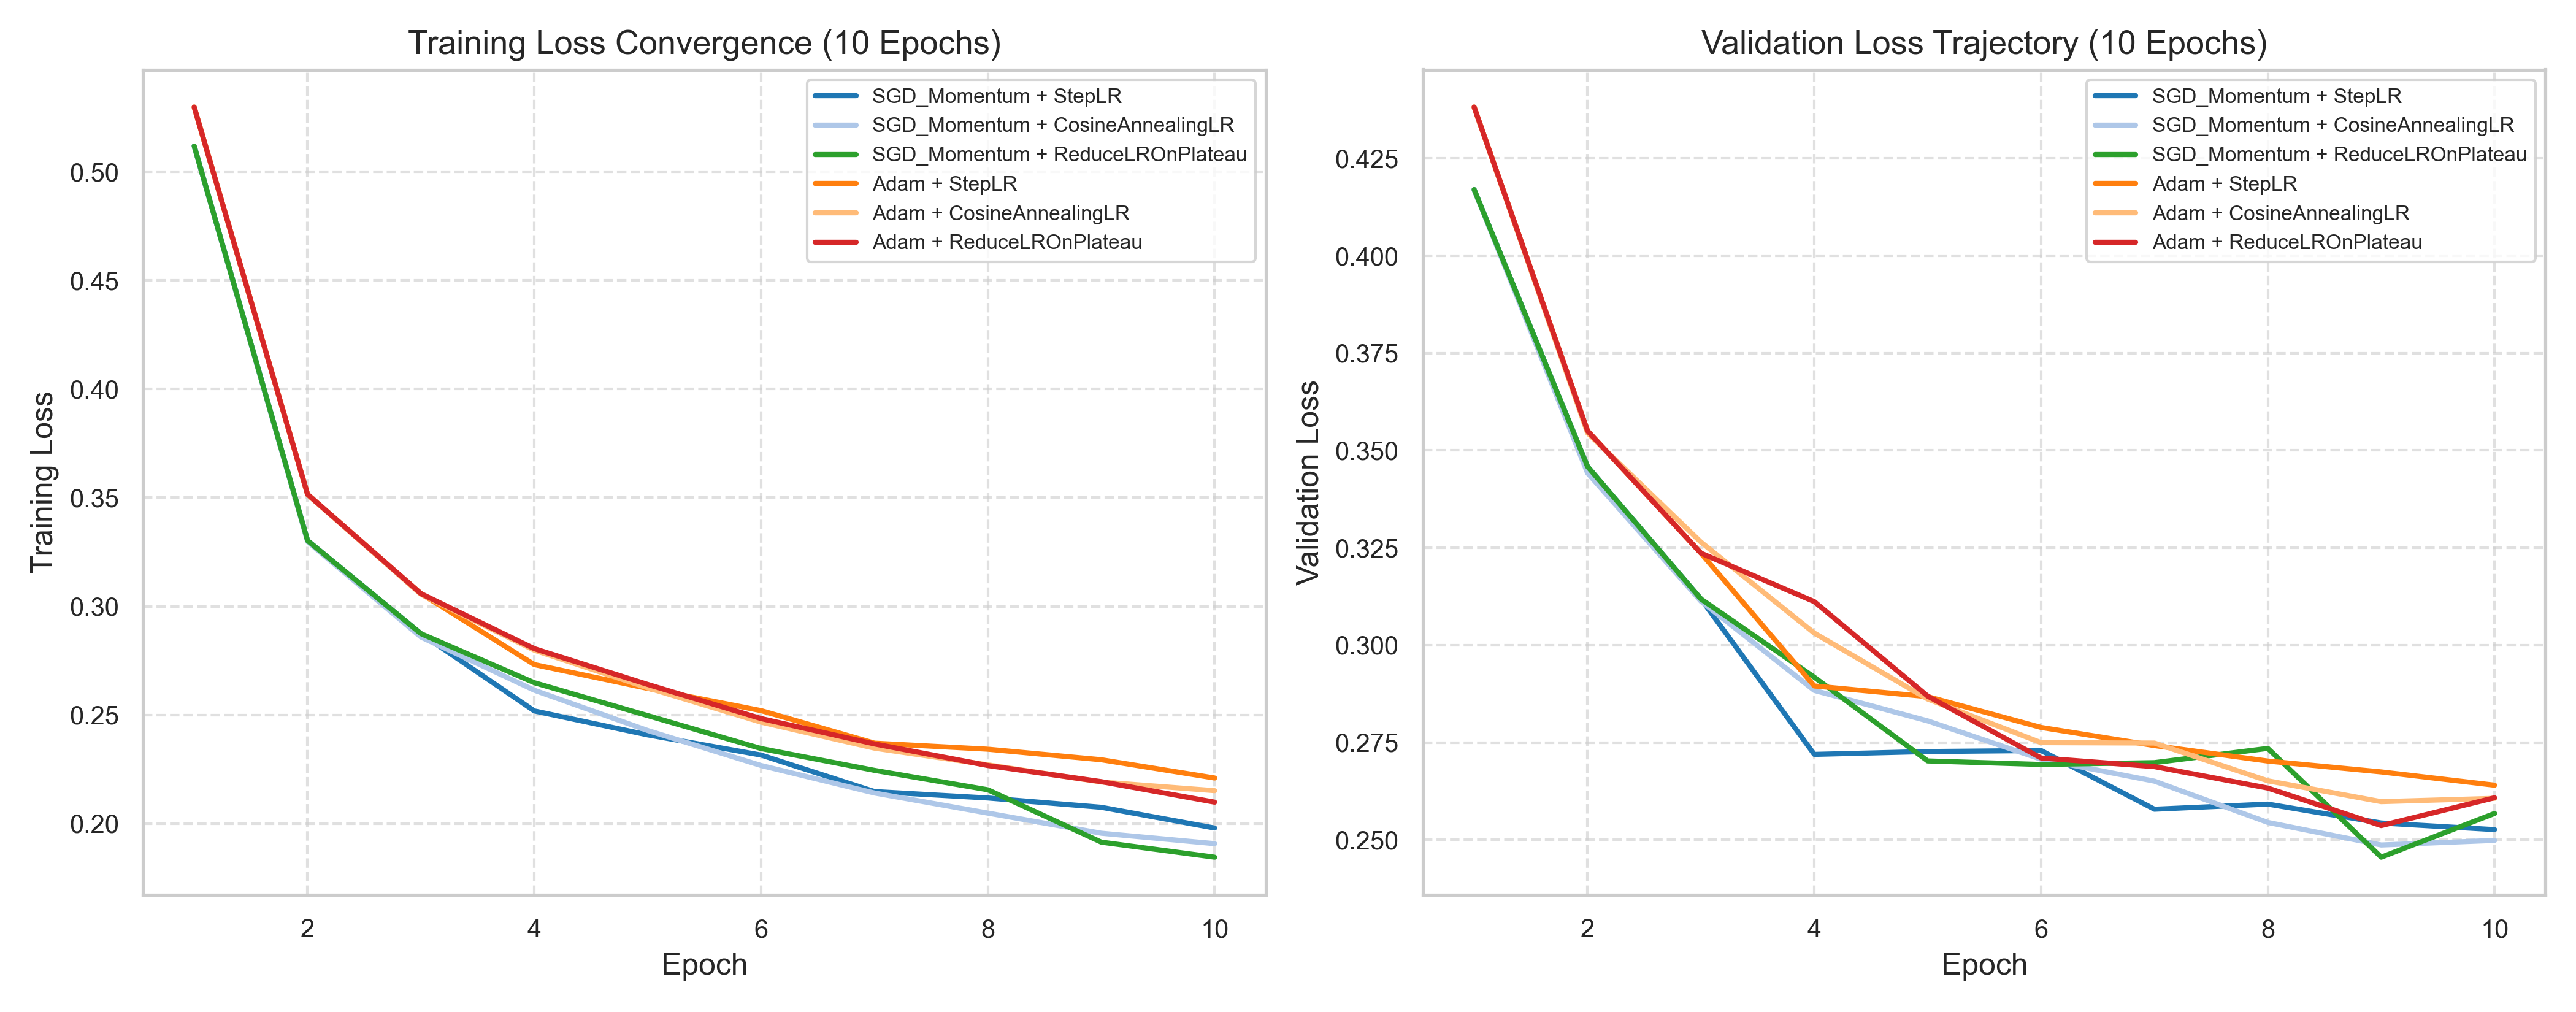 Training Loss Convergence (10 Epochs)
SGD_Momentum + StepLR
SGD_Momentum + CosineAnnealingLR
SGD_Momentum + ReduceLROnPlateau
Adam + StepLR
Adam + CosineAnnealingLR
Adam + ReduceLROnPlateau
Training Loss
0.50
0.45
0.40
0.35
0.30
0.25
0.20
2 4 6 8 10
Epoch
Validation Loss Trajectory (10 Epochs)
SGD_Momentum + StepLR
SGD_Momentum + CosineAnnealingLR
SGD_Momentum + ReduceLROnPlateau
Adam + StepLR
Adam + CosineAnnealingLR
Adam + ReduceLROnPlateau
Validation Loss
0.425
0.400
0.375
0.350
0.325
0.300
0.275
0.250
2 4 6 8 10
Epoch